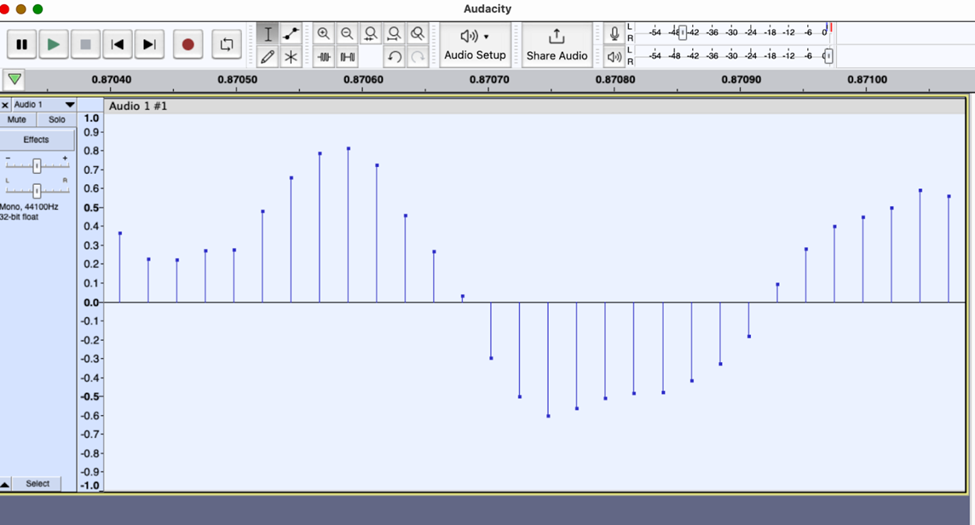 Audacity
Audio Setup
Share Audio
L
R
-54 -48 -42 -36 -30 -24 -18 -12 -6 0
L
R
-54 -48 -42 -36 -30 -24 -18 -12 -6 0
0.87040 0.87050 0.87060 0.87070 0.87080 0.87090 0.87100
Audio 1
Audio 1 #1
Mute Solo
Effects
- +
L R
Mono, 44100Hz
32-bit float
1.0
0.9
0.8
0.7
0.6
0.5
0.4
0.3
0.2
0.1
0.0
-0.1
-0.2
-0.3
-0.4
-0.5
-0.6
-0.7
-0.8
-0.9
-1.0
Select